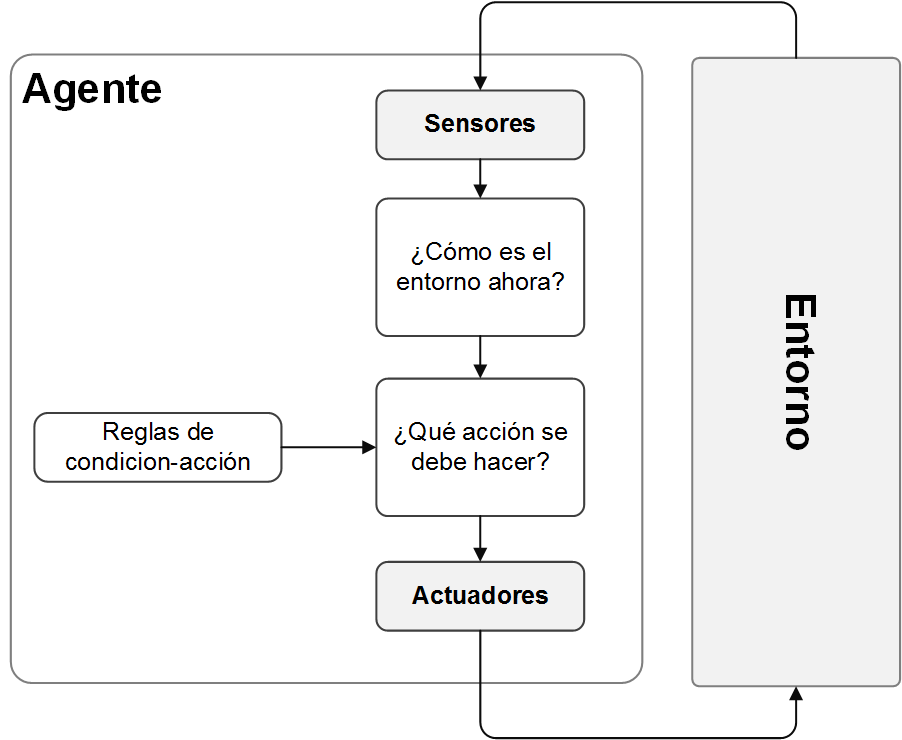 Agente
Sensores
¿Cómo es el
entorno ahora?
Reglas de
condicion-acción
¿Qué acción se
debe hacer?
Actuadores
Entorno